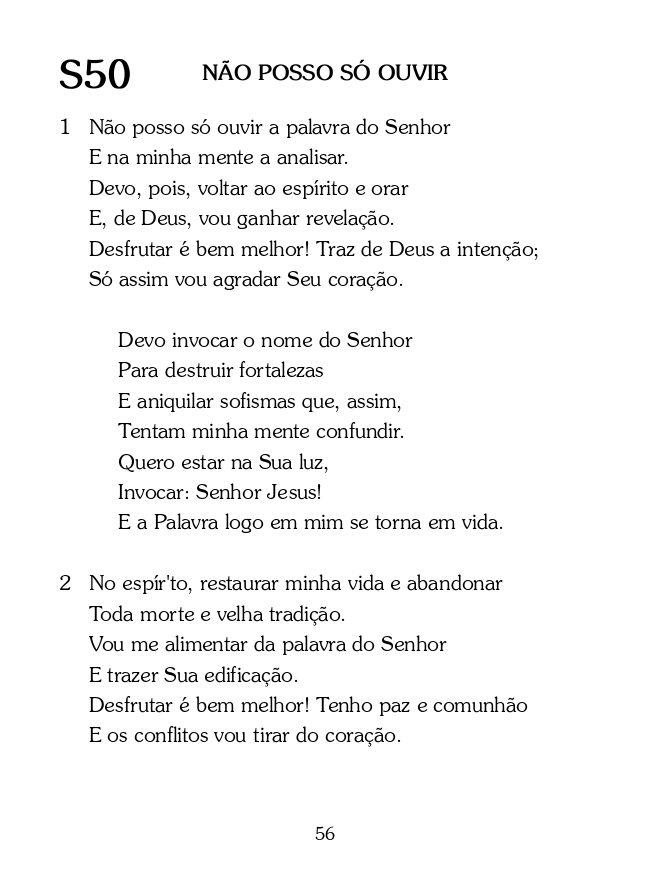 S50 NÃO POSSO SÓ OUVIR
1 Não posso só ouvir a palavra do Senhor
E na minha mente a analisar.
Devo, pois, voltar ao espírito e orar
E, de Deus, vou ganhar revelação.
Desfrutar é bem melhor! Traz de Deus a intenção;
Só assim vou agradar Seu coração.
Devo invocar o nome do Senhor
Para destruir fortalezas
E aniquilar sofismas que, assim,
Tentam minha mente confundir.
Quero estar na Sua luz,
Invocar: Senhor Jesus!
E a Palavra logo em mim se torna em vida.
2 No espír'to, restaurar minha vida e abandonar
Toda morte e velha tradição.
Vou me alimentar da palavra do Senhor
E trazer Sua edificação.
Desfrutar é bem melhor! Tenho paz e comunhão
E os conflitos vou tirar do coração.
56